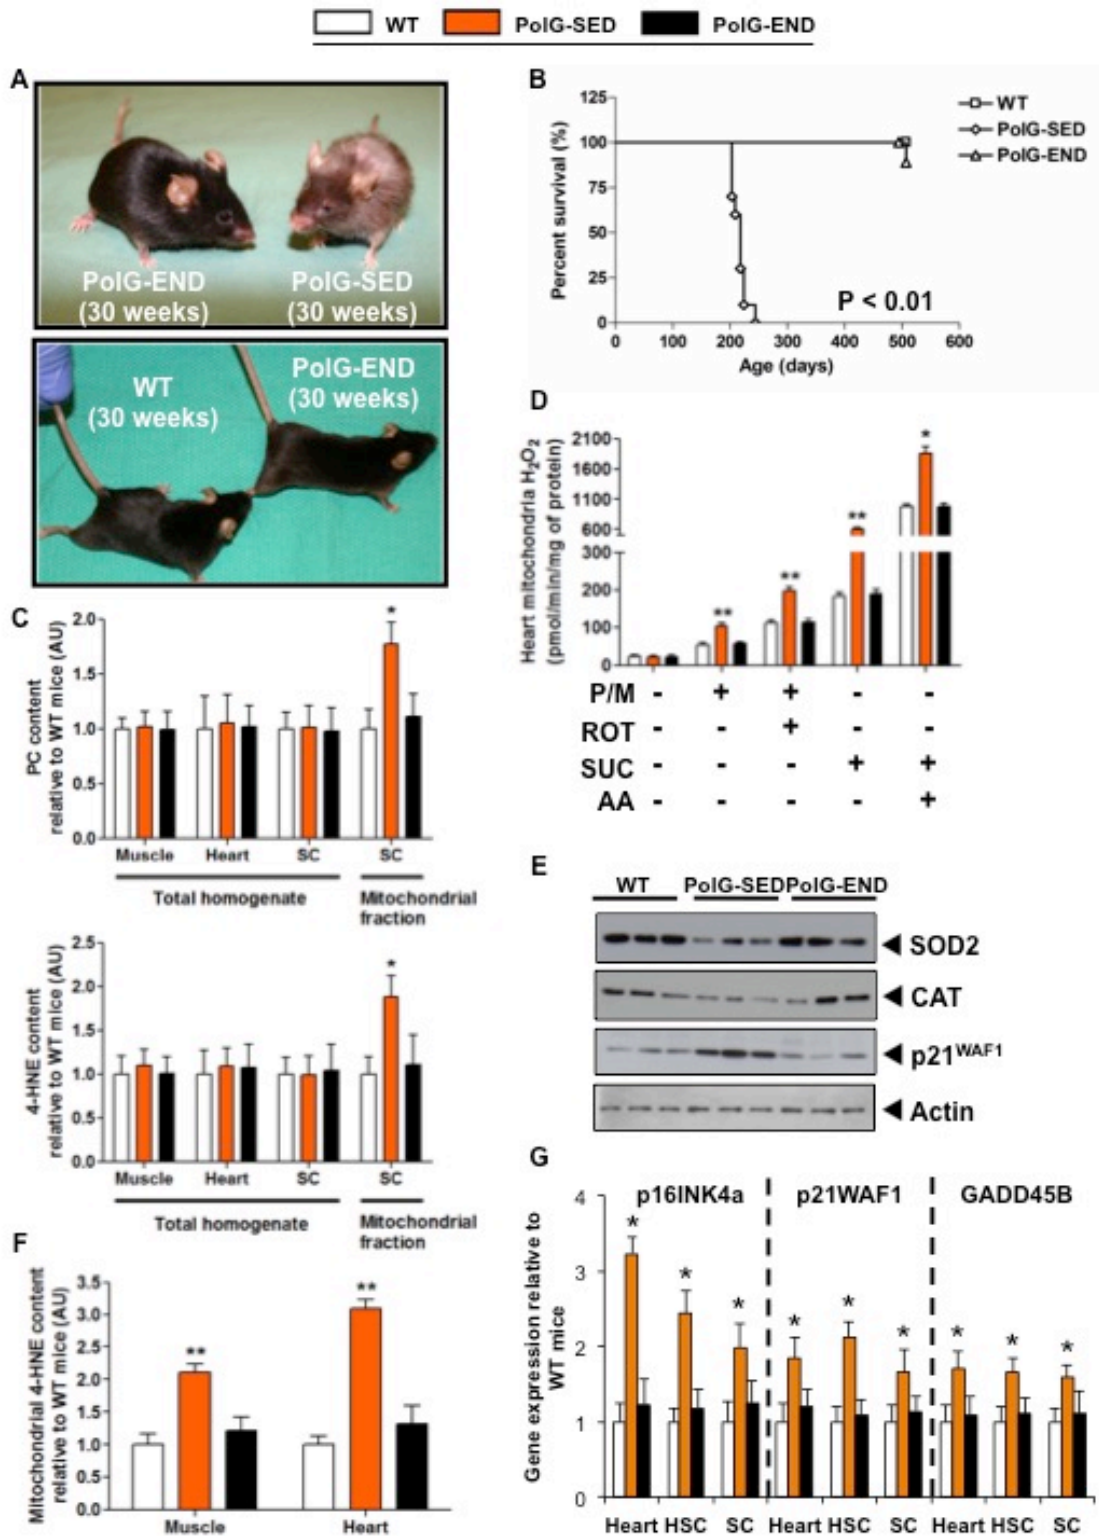 WT PolG-SED PolG-END
A
PolG-END
(30 weeks)
PolG-SED
(30 weeks)
WT
(30 weeks)
PolG-END
(30 weeks)
B
Percent survival (%)
125
100
75
50
25
0
0 100 200 300 400 500 600
Age (days)
P < 0.01
WT
PolG-SED
PolG-END
C
PC content
relative to WT mice (AU)
2.0
1.5
1.0
0.5
0.0
*
Muscle Heart SC SC
Total homogenate
Mitochondrial
fraction
4-HNE content
relative to WT mice (AU)
2.5
2.0
1.5
1.0
0.5
0.0
*
Muscle Heart SC SC
Total homogenate
Mitochondrial
fraction
D
Heart mitochondria H₂O₂
(pmol/min/mg of protein)
2100
1600
1100
600
300
200
100
0
** ** ** *
P/M - + + - -
ROT - - + - -
SUC - - - + +
AA - - - - +
E
WT PolG-SED PolG-END
SOD2
CAT
p21WAF1
Actin
F
Mitochondrial 4-HNE content
relative to WT mice (AU)
3.5
3.0
2.5
2.0
1.5
1.0
0.5
0.0
** **
Muscle Heart
G
Gene expression relative to
WT mice
4
3
2
1
0
p16INK4a p21WAF1 GADD45B
* * * * * * * * *
Heart HSC SC Heart HSC SC Heart HSC SC